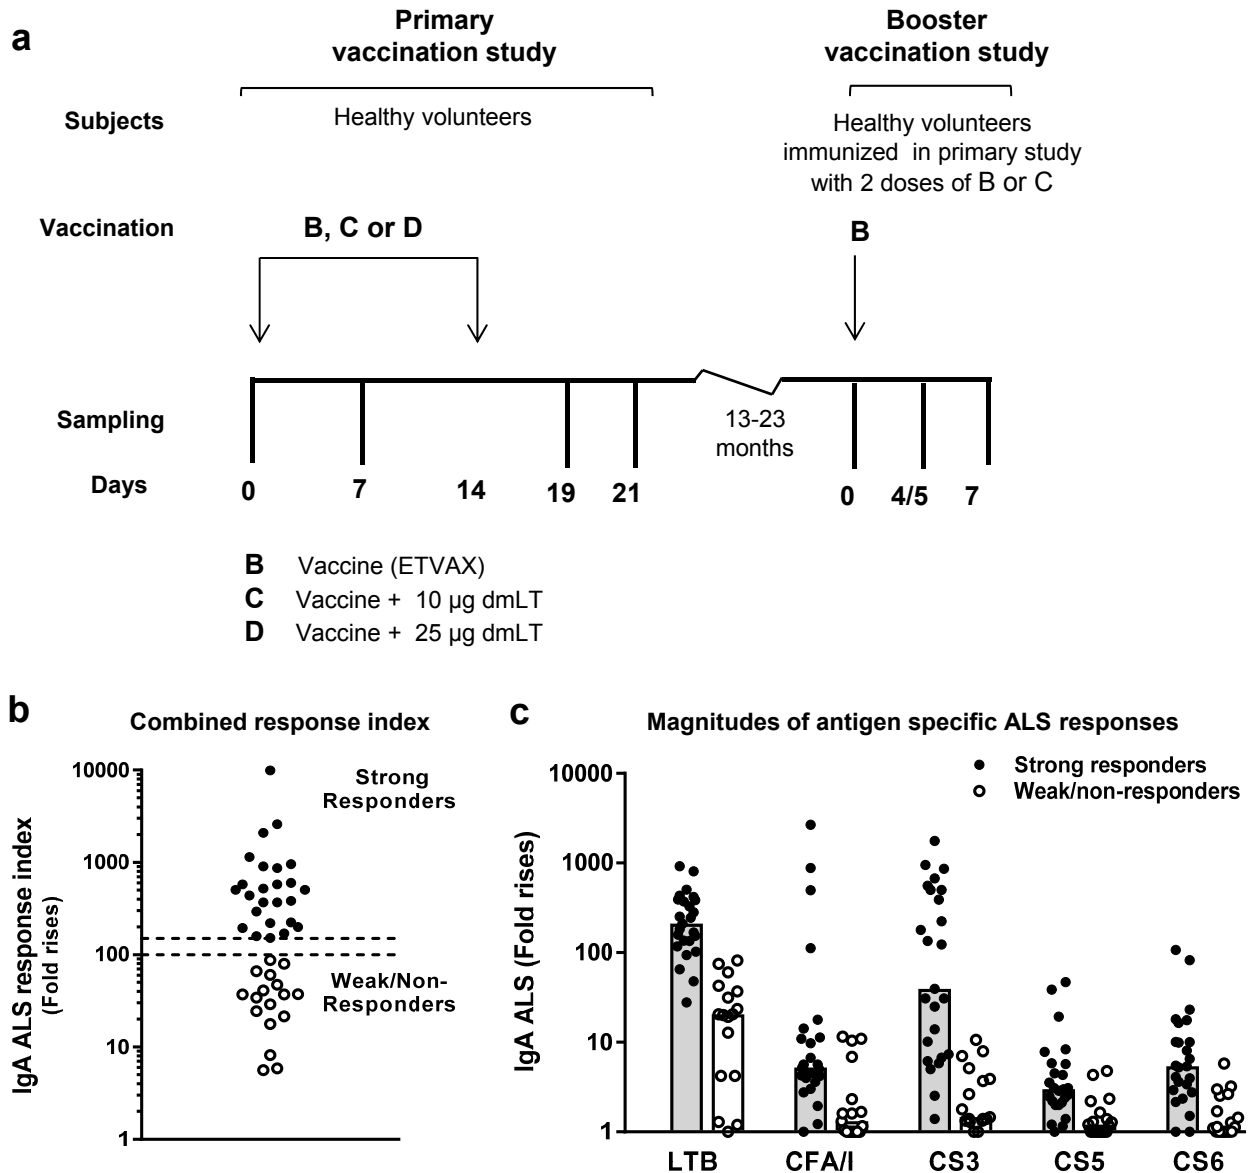 a
Primary
vaccination study
Booster
vaccination study
Subjects
Healthy volunteers
Healthy volunteers
immunized in primary study
with 2 doses of B or C
Vaccination
B, C or D
B
Sampling
13-23
months
Days
0 7 14 19 21 0 4/5 7
B Vaccine (ETVAX)
C Vaccine + 10 µg dmLT
D Vaccine + 25 µg dmLT
b
Combined response index
IgA ALS response index
(Fold rises)
10000
1000
100
10
1
Strong
Responders
Weak/Non-
Responders
c
Magnitudes of antigen specific ALS responses
Strong responders
Weak/non-responders
IgA ALS (Fold rises)
10000
1000
100
10
1
LTB CFA/I CS3 CS5 CS6